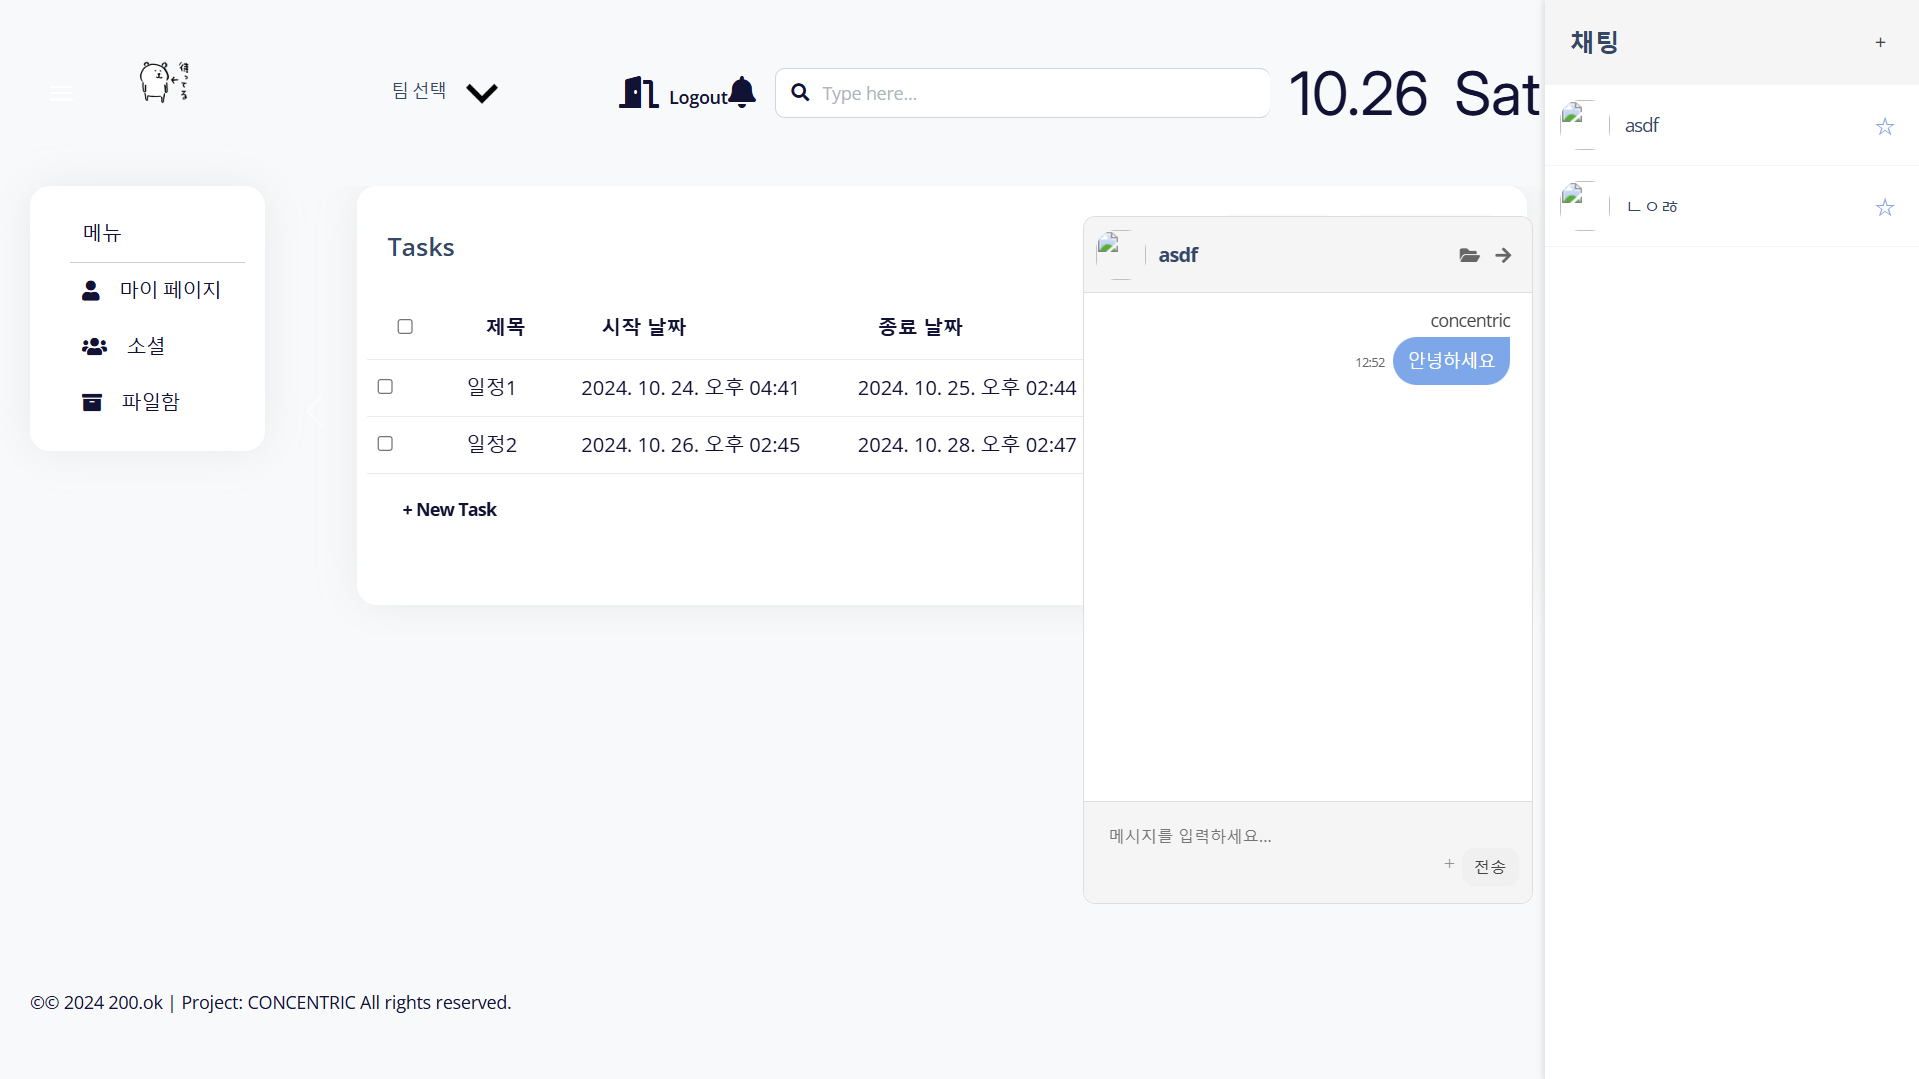 待ってる
팀 선택
Logout
Type here...
10.26 Sat
메뉴
마이 페이지
소셜
파일함
Tasks
제목 시작 날짜 종료 날짜
일정1 2024. 10. 24. 오후 04:41 2024. 10. 25. 오후 02:44
일정2 2024. 10. 26. 오후 02:45 2024. 10. 28. 오후 02:47
+ New Task
asdf
concentric
12:52 안녕하세요
메시지를 입력하세요...
+ 전송
채팅 +
asdf
ㄴㅇㄻ
©© 2024 200.ok | Project: CONCENTRIC All rights reserved.